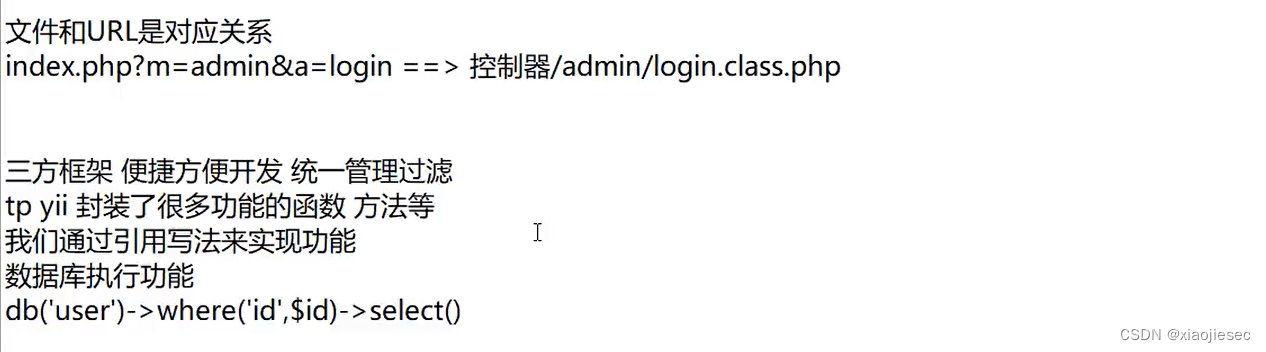 文件和URL是对应关系
index.php?m=admin&a=login ==> 控制器/admin/login.class.php
三方框架 便捷方便开发 统一管理过滤
tp yii 封装了很多功能的函数 方法等
我们通过引用写法来实现功能
数据库执行功能
db('user')->where('id',$id)->select()
CSDN @xiaojiesec